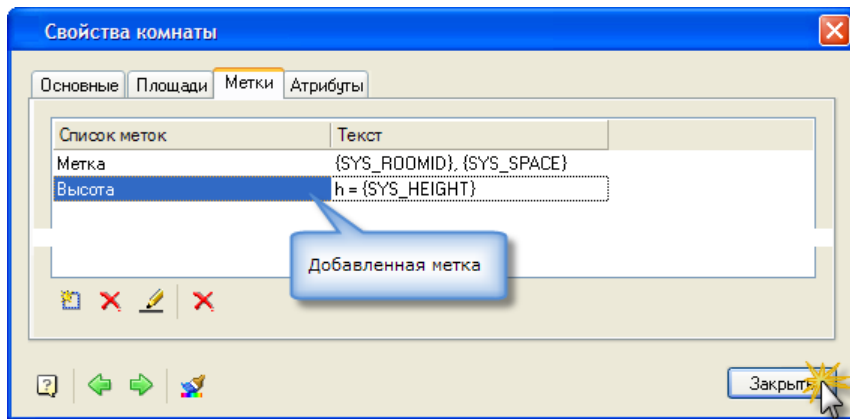 Свойства комнаты
Основные Площади Метки Атрибуты
Список меток Текст
Метка {SYS_ROOMID}, {SYS_SPACE}
Высота h = {SYS_HEIGHT}
Добавленная метка
Закрыть